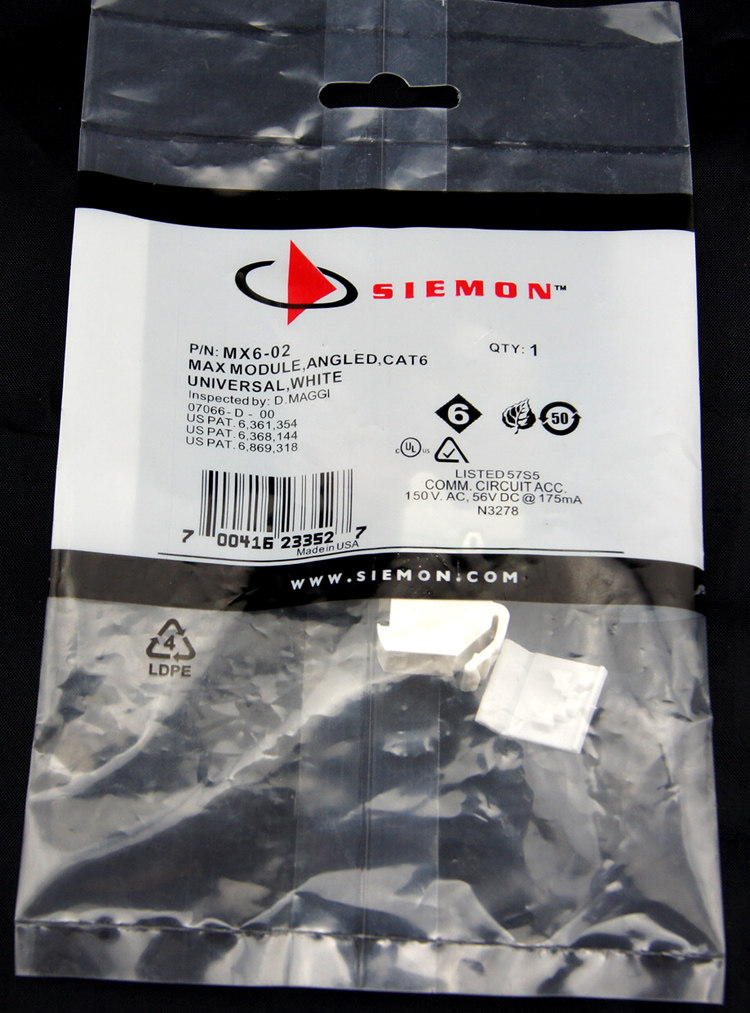 SIEMON™
P/N: MX6-02
QTY: 1
MAX MODULE,ANGLED,CAT6
UNIVERSAL,WHITE
Inspected by: D.MAGGI
07066-D - 00
US PAT. 6,361,354
US PAT. 6,368,144
US PAT. 6,869,318
6
50
C UL US
LISTED 57S5
COMM. CIRCUIT ACC.
150 V. AC, 56V DC @ 175mA
N3278
7 00416 23352 7
Made in USA
WWW.SIEMON.COM
4
LDPE